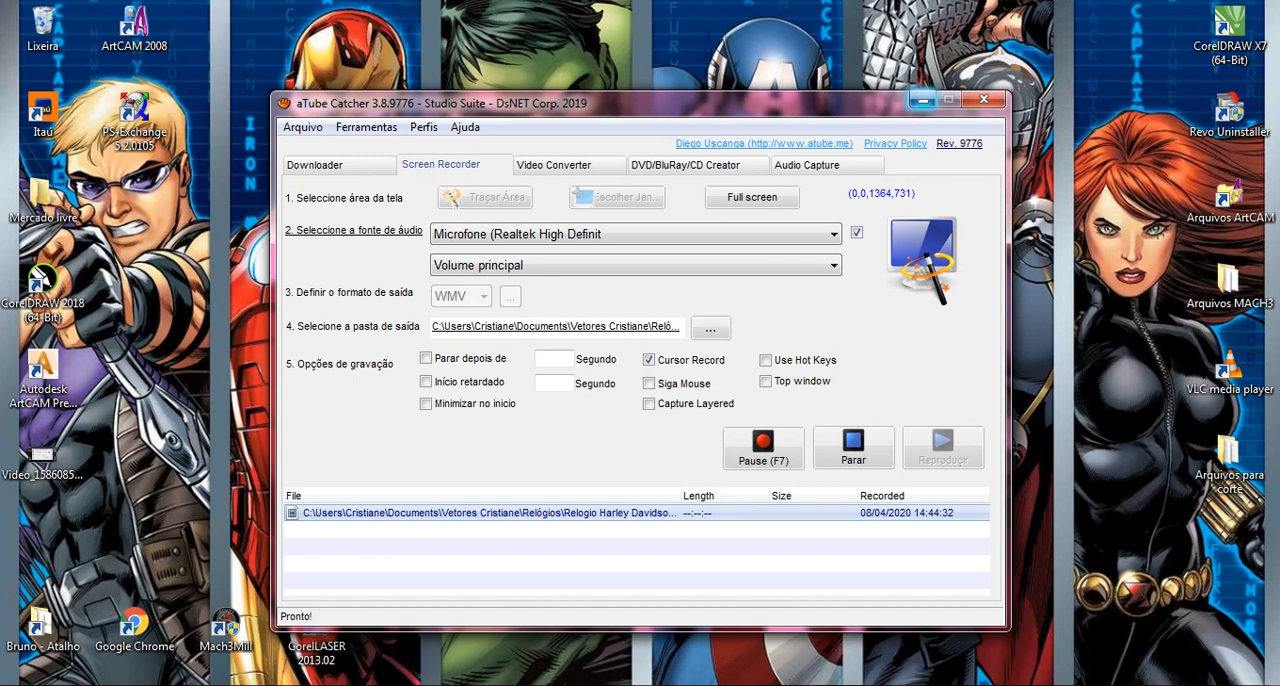 Lixeira
ArtCAM 2008
CorelDRAW X7
(64-Bit)
Itaú
PS-Exchange
5.2.0105
Revo Uninstaller
Mercado livre
Arquivos ArtCAM
CorelDRAW 2018
(64-Bit)
Arquivos MACH3
Autodesk
ArtCAM Pre...
VLC media player
Video_1586085...
Arquivos para
corte
Bruno - Atalho
Google Chrome
Mach3Mill
CorelLASER
2013.02
IRON
aTube Catcher 3.8.9776 - Studio Suite - DsNET Corp. 2019
Arquivo Ferramentas Perfis Ajuda
Diego Uscanga (http://www.atube.me) Privacy Policy Rev. 9776
Downloader Screen Recorder Video Converter DVD/BluRay/CD Creator Audio Capture
1. Seleccione área da tela Traçar Área Escolher Jan... Full screen (0,0,1364,731)
2. Seleccione a fonte de áudio Microfone (Realtek High Definit
Volume principal
3. Definir o formato de saída WMV ...
4. Selecione a pasta de saída C:\Users\Cristiane\Documents\Vetores Cristiane\Reló... ...
5. Opções de gravação Parar depois de Segundo Cursor Record Use Hot Keys
Início retardado Segundo Siga Mouse Top window
Minimizar no inicio Capture Layered
Pause (F7) Parar Reproduçir
File Length Size Recorded
C:\Users\Cristiane\Documents\Vetores Cristiane\Relógios\Relogio Harley Davidso... --:--:-- 08/04/2020 14:44:32
Pronto!